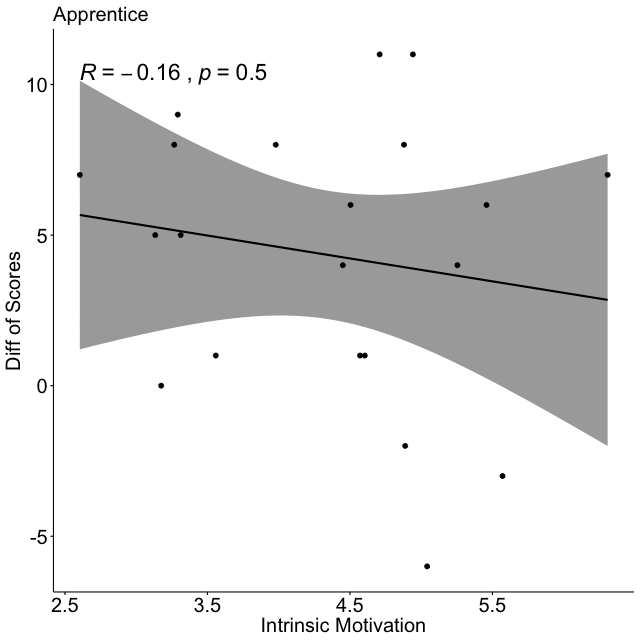 Apprentice
R = −0.16 , p = 0.5
10
5
0
-5
Diff of Scores
2.5 3.5 4.5 5.5
Intrinsic Motivation